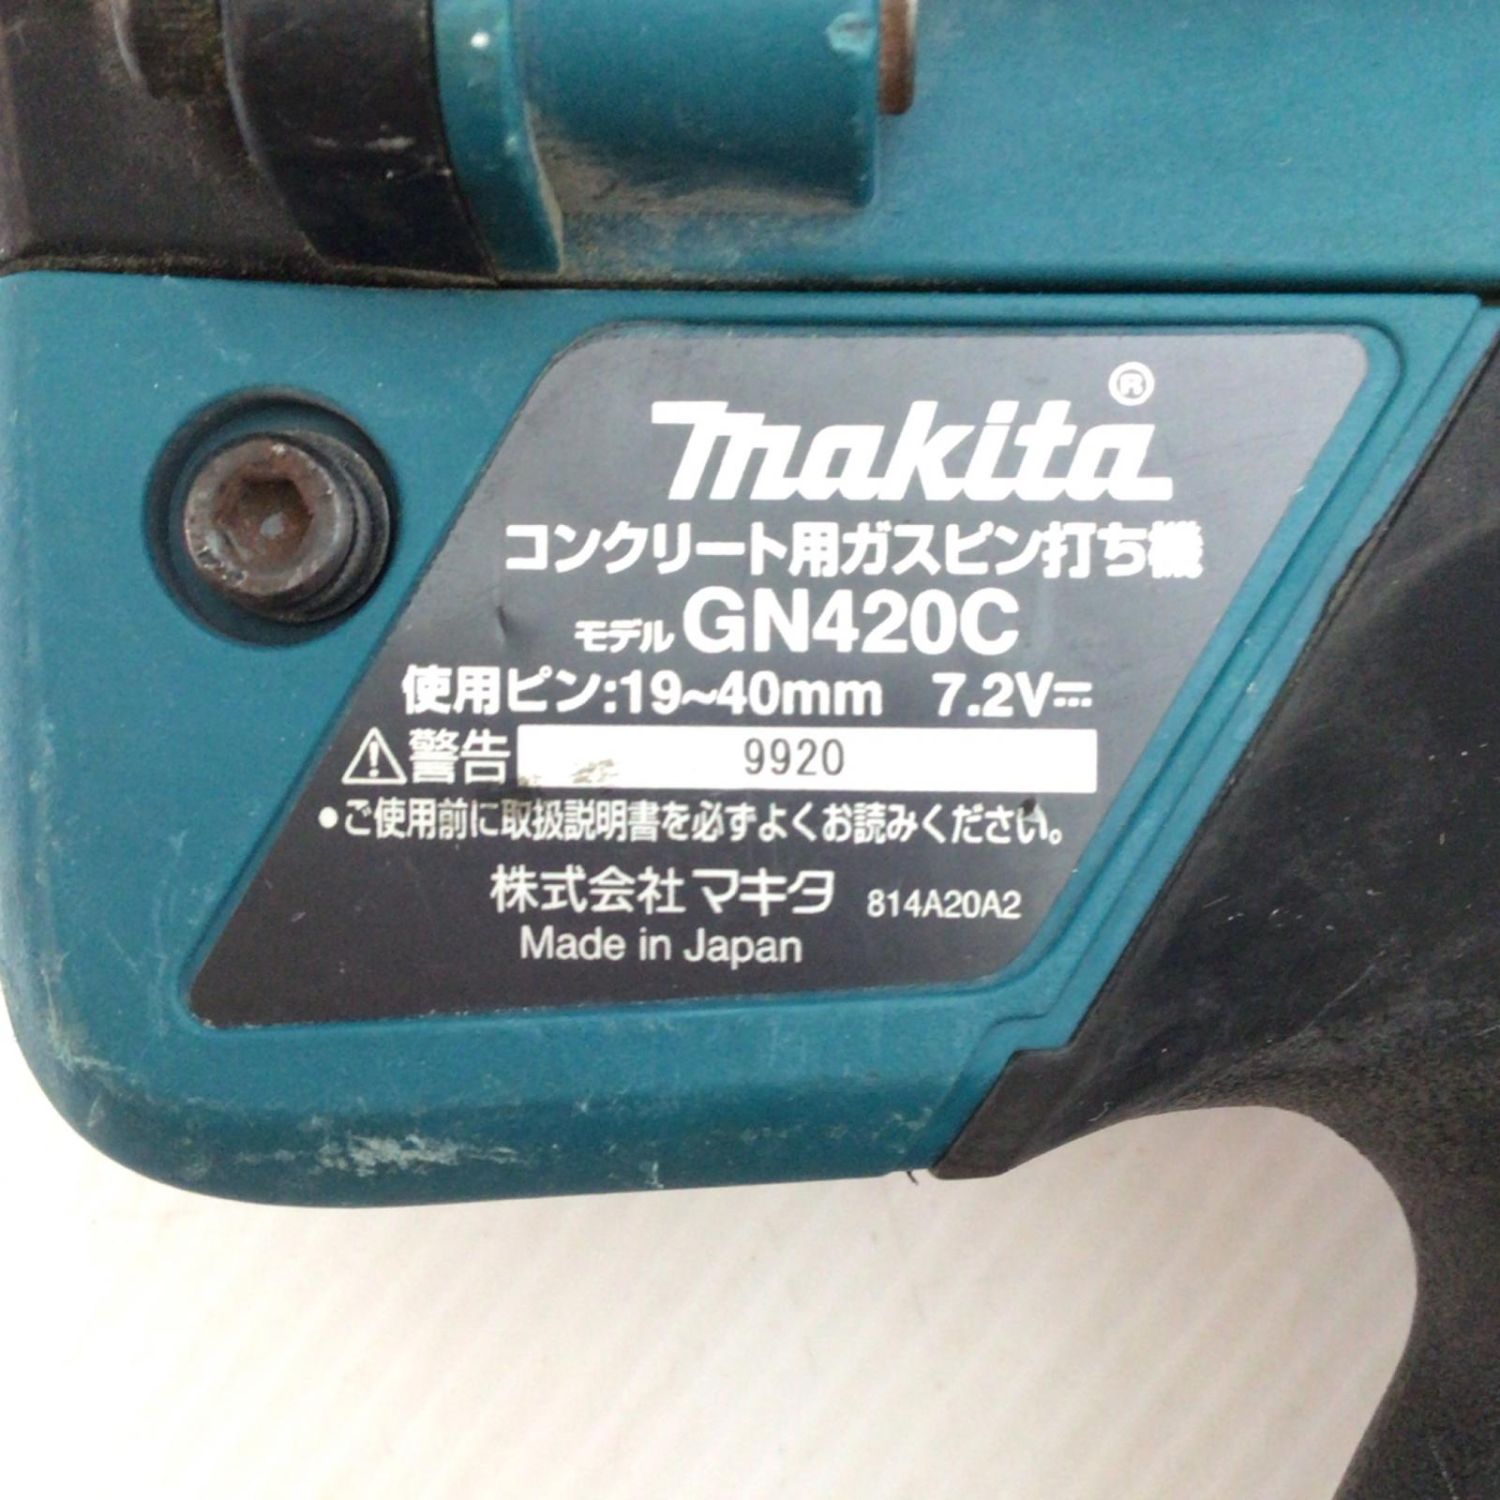 makita®
コンクリート用ガスピン打ち機
モデル GN420C
使用ピン:19~40mm 7.2V⎓
⚠警告 9920
●ご使用前に取扱説明書を必ずよくお読みください。
株式会社マキタ 814A20A2
Made in Japan